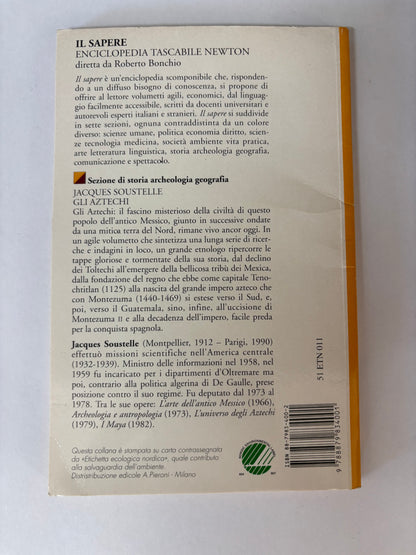 IL SAPERE
ENCICLOPEDIA TASCABILE NEWTON
diretta da Roberto Bonchio
Il sapere è un'enciclopedia scomponibile che, risponden-
do a un diffuso bisogno di conoscenza, si propone di
offrire al lettore volumetti agili, economici, dal linguag-
gio facilmente accessibile, scritti da docenti universitari e
autorevoli esperti italiani e stranieri. Il sapere si suddivide
in sette sezioni, ognuna contraddistinta da un colore
diverso: scienze umane, politica economia diritto, scien-
ze tecnologia medicina, società ambiente vita pratica,
arte letteratura linguistica, storia archeologia geografia,
comunicazione e spettacolo.
Sezione di storia archeologia geografia
JACQUES SOUSTELLE
GLI AZTECHI
Gli Aztechi: il fascino misterioso della civiltà di questo
popolo dell'antico Messico, giunto in successive ondate
da una mitica terra del Nord, rimane vivo ancor oggi. In
un agile volumetto che sintetizza una lunga serie di ricer-
che e indagini in loco, un grande etnologo ripercorre le
tappe gloriose e tormentate della sua storia, dal declino
dei Toltechi all'emergere della bellicosa tribù dei Mexica,
dalla fondazione del regno che ebbe come capitale Teno-
chtitlan (1125) alla nascita del grande impero azteco che
con Montezuma (1440-1469) si estese verso il Sud, e,
poi, verso il Guatemala, sino, infine, all'uccisione di
Montezuma II e alla decadenza dell'impero, facile preda
per la conquista spagnola.
Jacques Soustelle (Montpellier, 1912 – Parigi, 1990)
effettuò missioni scientifiche nell'America centrale
(1932-1939). Ministro delle informazioni nel 1958, nel
1959 fu incaricato per i dipartimenti d'Oltremare ma
poi, contrario alla politica algerina di De Gaulle, prese
posizione contro il suo regime. Fu deputato dal 1973 al
1978. Tra le sue opere: L'arte dell'antico Messico (1966),
Archeologia e antropologia (1973), L'universo degli Aztechi
(1979), I Maya (1982).
Questa collana è stampata su carta contrassegnata
da «Etichetta ecologica nordica», quale contributo
alla salvaguardia dell'ambiente.
Distribuzione edicole A.Pieroni - Milano
51 ETN 011
ISBN 88-7983-400-2
9 788879 834001